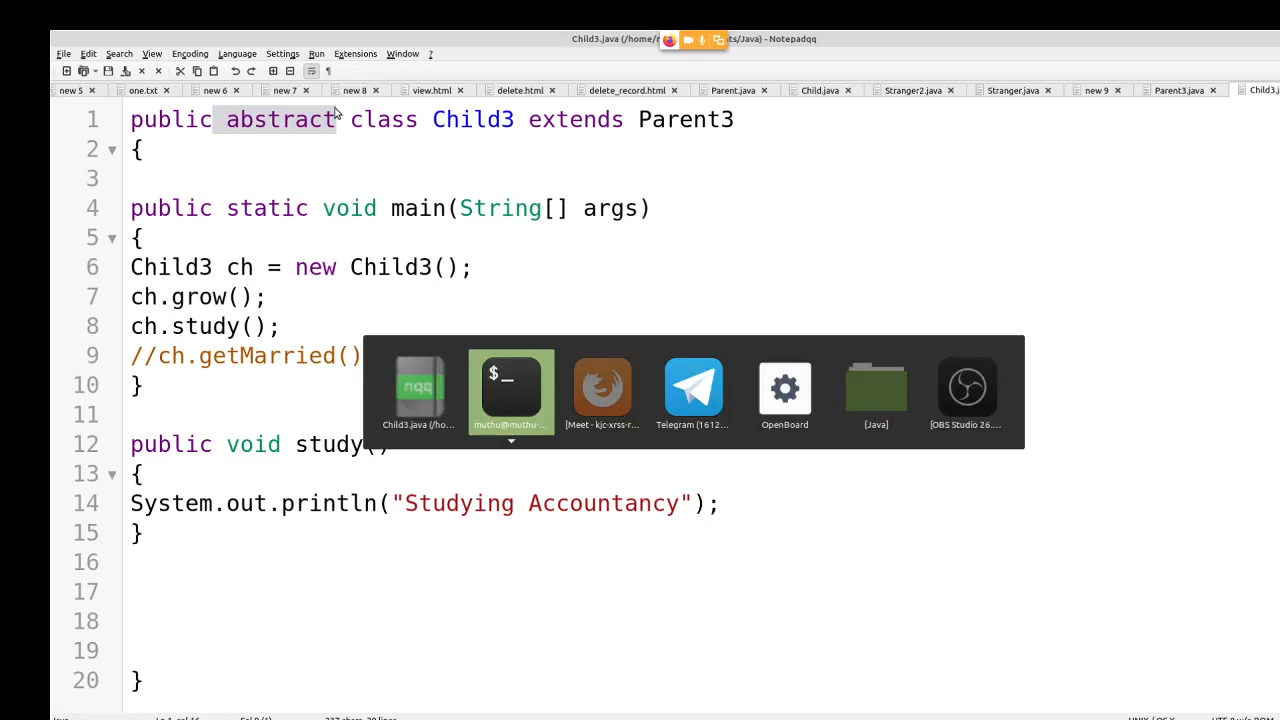 Child3.java (/home/ ts/Java) - Notepadqq
File Edit Search View Encoding Language Settings Run Extensions Window ?
new 5 one.txt new 6 new 7 new 8 view.html delete.html delete_record.html Parent.java Child.java Stranger2.java Stranger.java new 9 Parent3.java Child3.j
1 public abstract class Child3 extends Parent3
2 {
3
4 public static void main(String[] args)
5 {
6 Child3 ch = new Child3();
7 ch.grow();
8 ch.study();
9 //ch.getMarried()
10 }
11
12 public void study()
13 {
14 System.out.println("Studying Accountancy");
15 }
16
17
18
19
20 }
nqq
$_
Child3.java (/ho... muthu@muthu-... [Meet - kjc-xrss-r... Telegram (1612... OpenBoard [Java] [OBS Studio 26....